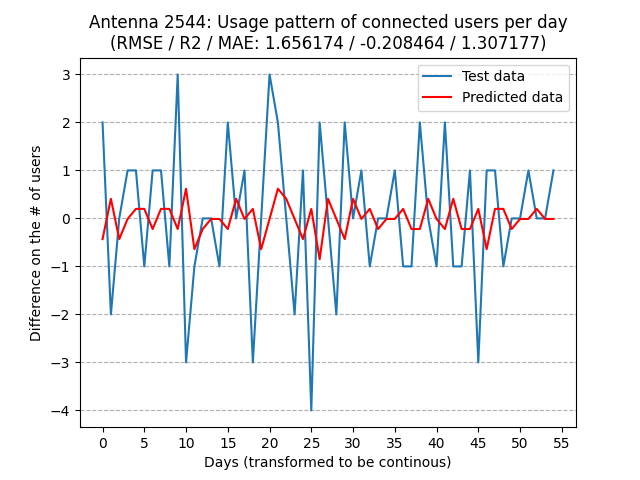 Antenna 2544: Usage pattern of connected users per day
(RMSE / R2 / MAE: 1.656174 / -0.208464 / 1.307177)
Test data
Predicted data
Difference on the # of users
3
2
1
0
−1
−2
−3
−4
0 5 10 15 20 25 30 35 40 45 50 55
Days (transformed to be continous)